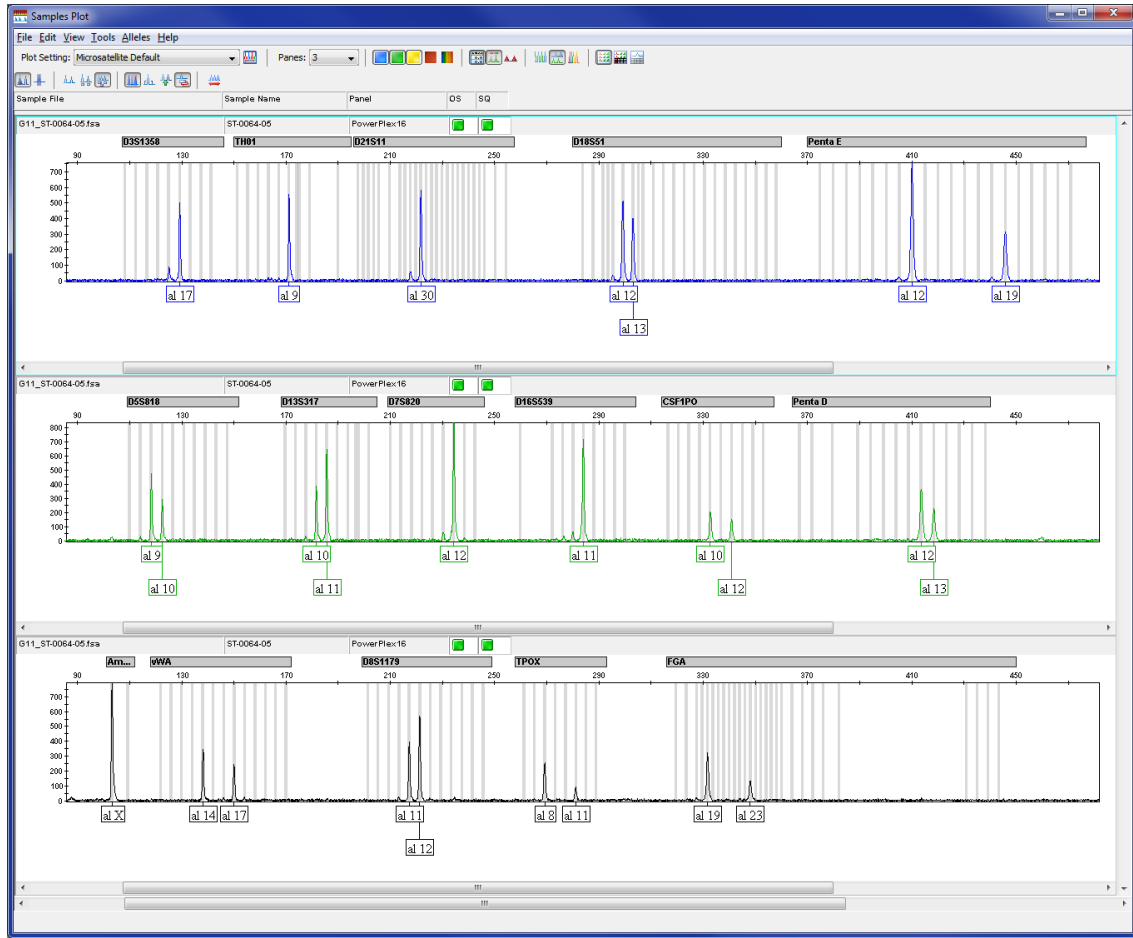 Samples Plot
File Edit View Tools Alleles Help
Plot Setting: Microsatellite Default Panes: 3
Sample File Sample Name Panel OS SQ
G11_ST-0064-05.fsa ST-0064-05 PowerPlex16
D3S1358 TH01 D21S11 D18S51 Penta E
90 130 170 210 250 290 330 370 410 450
700
600
500
400
300
200
100
0
al 17 al 9 al 30 al 12 al 12 al 19
al 13
G11_ST-0064-05.fsa ST-0064-05 PowerPlex16
D5S818 D13S317 D7S820 D16S539 CSF1PO Penta D
90 130 170 210 250 290 330 370 410 450
800
700
600
500
400
300
200
100
0
al 9 al 10 al 12 al 11 al 10 al 12
al 10 al 11 al 12 al 13
G11_ST-0064-05.fsa ST-0064-05 PowerPlex16
Am... vWA D8S1179 TPOX FGA
90 130 170 210 250 290 330 370 410 450
700
600
500
400
300
200
100
0
al X al 14 al 17 al 11 al 8 al 11 al 19 al 23
al 12